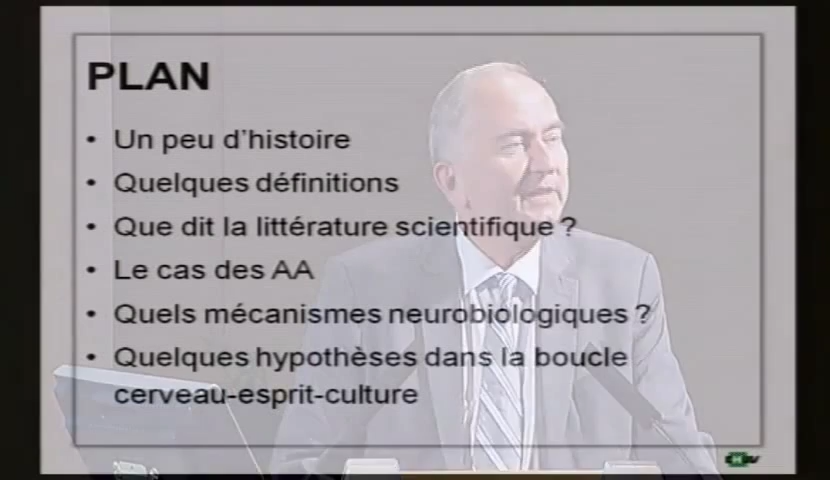 PLAN
• Un peu d'histoire
• Quelques définitions
• Que dit la littérature scientifique ?
• Le cas des AA
• Quels mécanismes neurobiologiques ?
• Quelques hypothèses dans la boucle
cerveau-esprit-culture